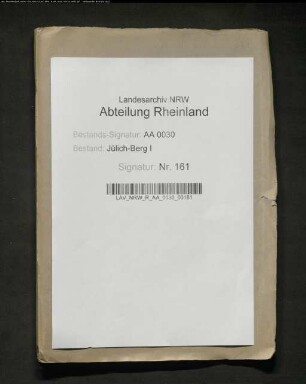 Landesarchiv NRW
Abteilung Rheinland
Bestands-Signatur: AA 0030
Bestand: Jülich-Berg I
Signatur: Nr. 161
LAV_NRW_R_AA_0030_00161